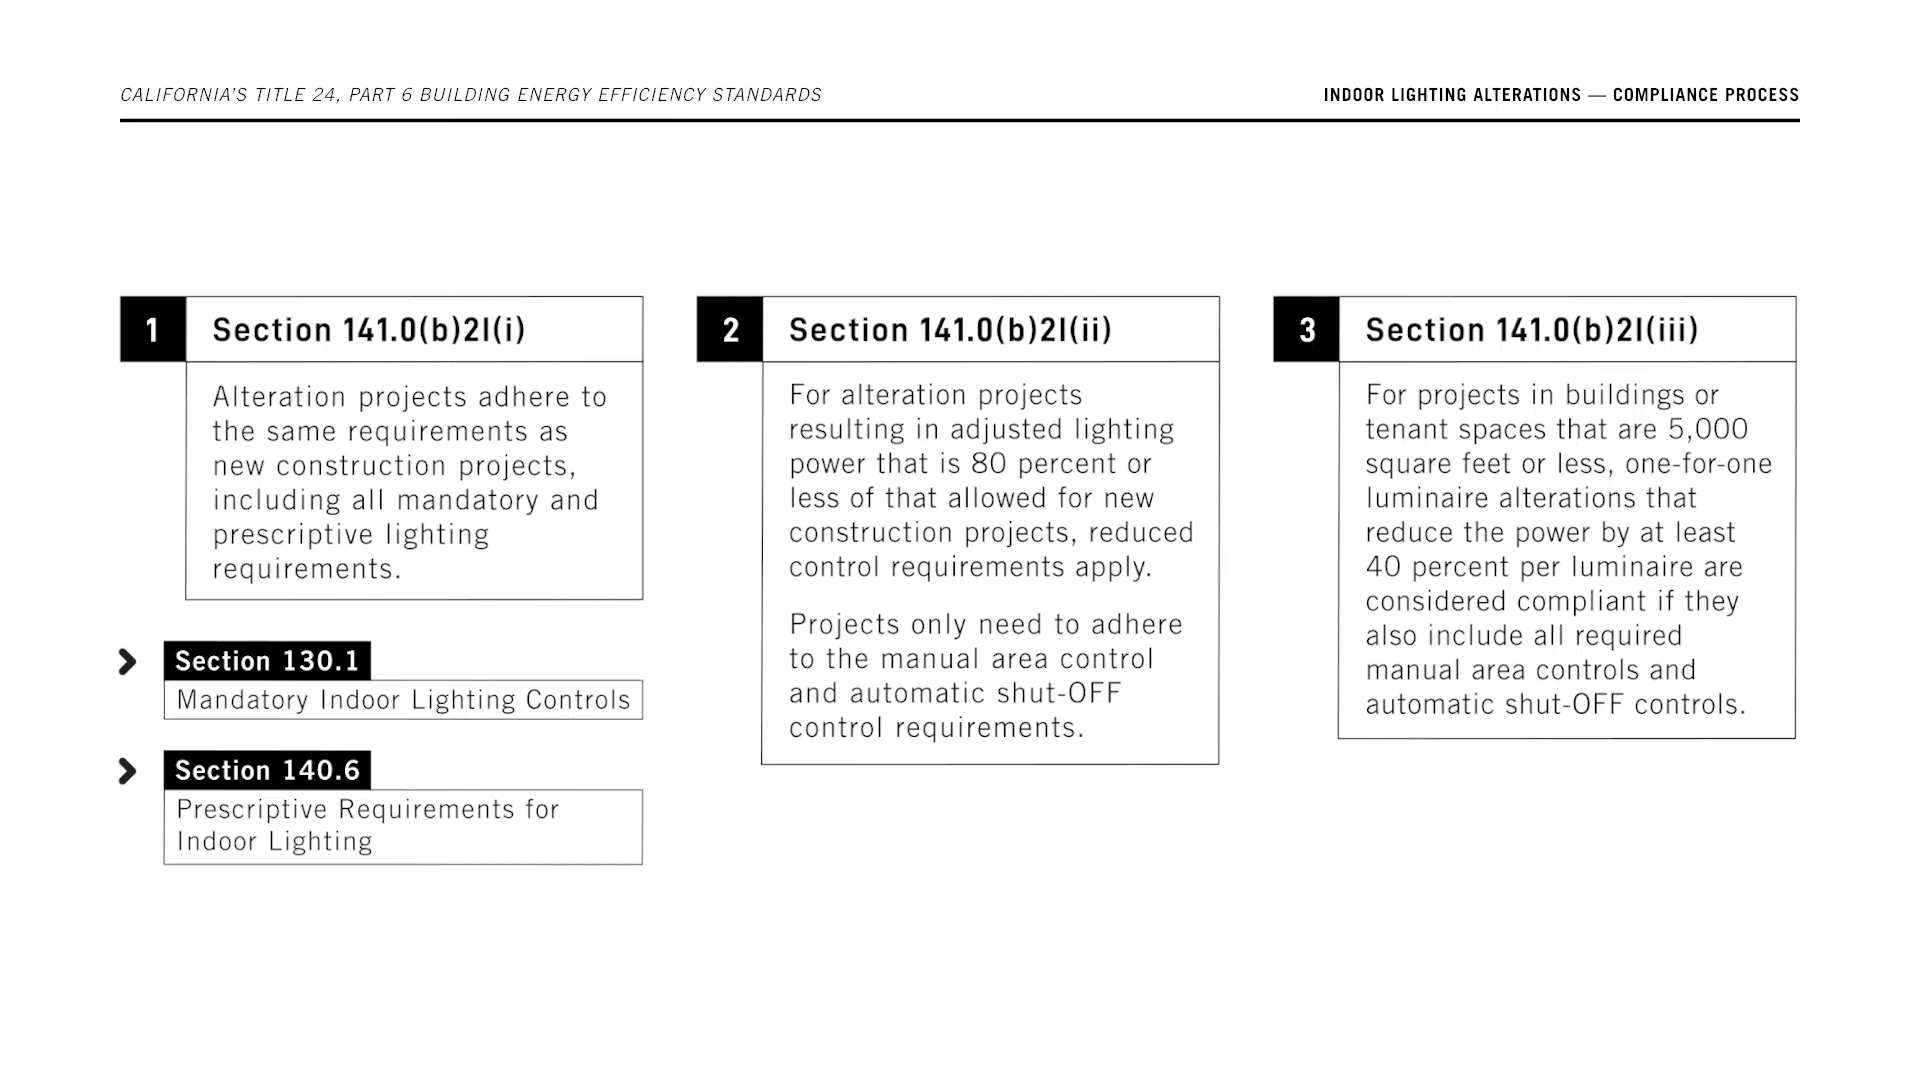 CALIFORNIA'S TITLE 24, PART 6 BUILDING ENERGY EFFICIENCY STANDARDS
INDOOR LIGHTING ALTERATIONS — COMPLIANCE PROCESS
1
Section 141.0(b)2I(i)
Alteration projects adhere to
the same requirements as
new construction projects,
including all mandatory and
prescriptive lighting
requirements.
Section 130.1
Mandatory Indoor Lighting Controls
Section 140.6
Prescriptive Requirements for
Indoor Lighting
2
Section 141.0(b)2I(ii)
For alteration projects
resulting in adjusted lighting
power that is 80 percent or
less of that allowed for new
construction projects, reduced
control requirements apply.
Projects only need to adhere
to the manual area control
and automatic shut-OFF
control requirements.
3
Section 141.0(b)2I(iii)
For projects in buildings or
tenant spaces that are 5,000
square feet or less, one-for-one
luminaire alterations that
reduce the power by at least
40 percent per luminaire are
considered compliant if they
also include all required
manual area controls and
automatic shut-OFF controls.